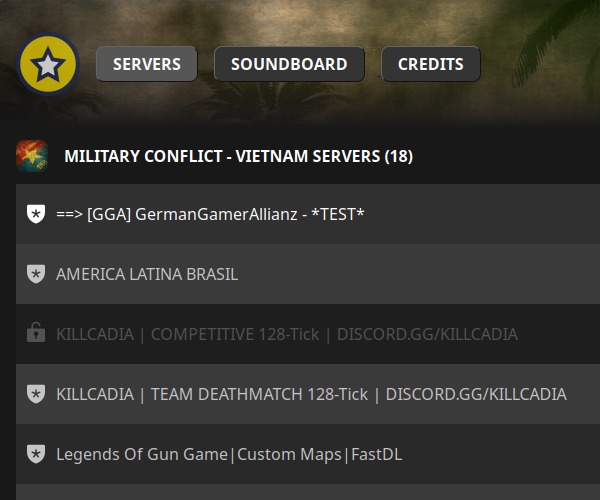 SERVERS SOUNDBOARD CREDITS
MILITARY CONFLICT - VIETNAM SERVERS (18)
==> [GGA] GermanGamerAllianz - *TEST*
AMERICA LATINA BRASIL
KILLCADIA | COMPETITIVE 128-Tick | DISCORD.GG/KILLCADIA
KILLCADIA | TEAM DEATHMATCH 128-Tick | DISCORD.GG/KILLCADIA
Legends Of Gun Game|Custom Maps|FastDL